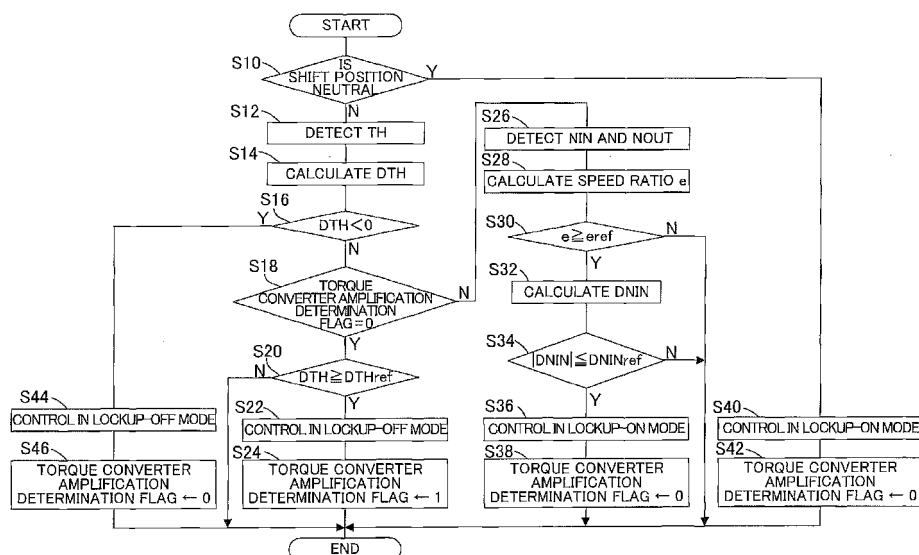 START
S10
IS
SHIFT POSITION
NEUTRAL
Y
N
S12
DETECT TH
S14
CALCULATE DTH
S16
Y
DTH<0
N
S18
TORQUE
CONVERTER AMPLIFICATION
DETERMINATION
FLAG=0
N
Y
S20
N
DTH≧DTHref
Y
S22
CONTROL IN LOCKUP-OFF MODE
S24
TORQUE CONVERTER
AMPLIFICATION
DETERMINATION FLAG ← 1
S44
CONTROL IN LOCKUP-OFF MODE
S46
TORQUE CONVERTER
AMPLIFICATION
DETERMINATION FLAG ← 0
S26
DETECT NIN AND NOUT
S28
CALCULATE SPEED RATIO e
S30
e≧eref
N
Y
S32
CALCULATE DNIN
S34
|DNIN|≦DNINref
N
Y
S36
CONTROL IN LOCKUP-ON MODE
S38
TORQUE CONVERTER
AMPLIFICATION
DETERMINATION FLAG ← 0
S40
CONTROL IN LOCKUP-ON MODE
S42
TORQUE CONVERTER
AMPLIFICATION
DETERMINATION FLAG ← 0
END